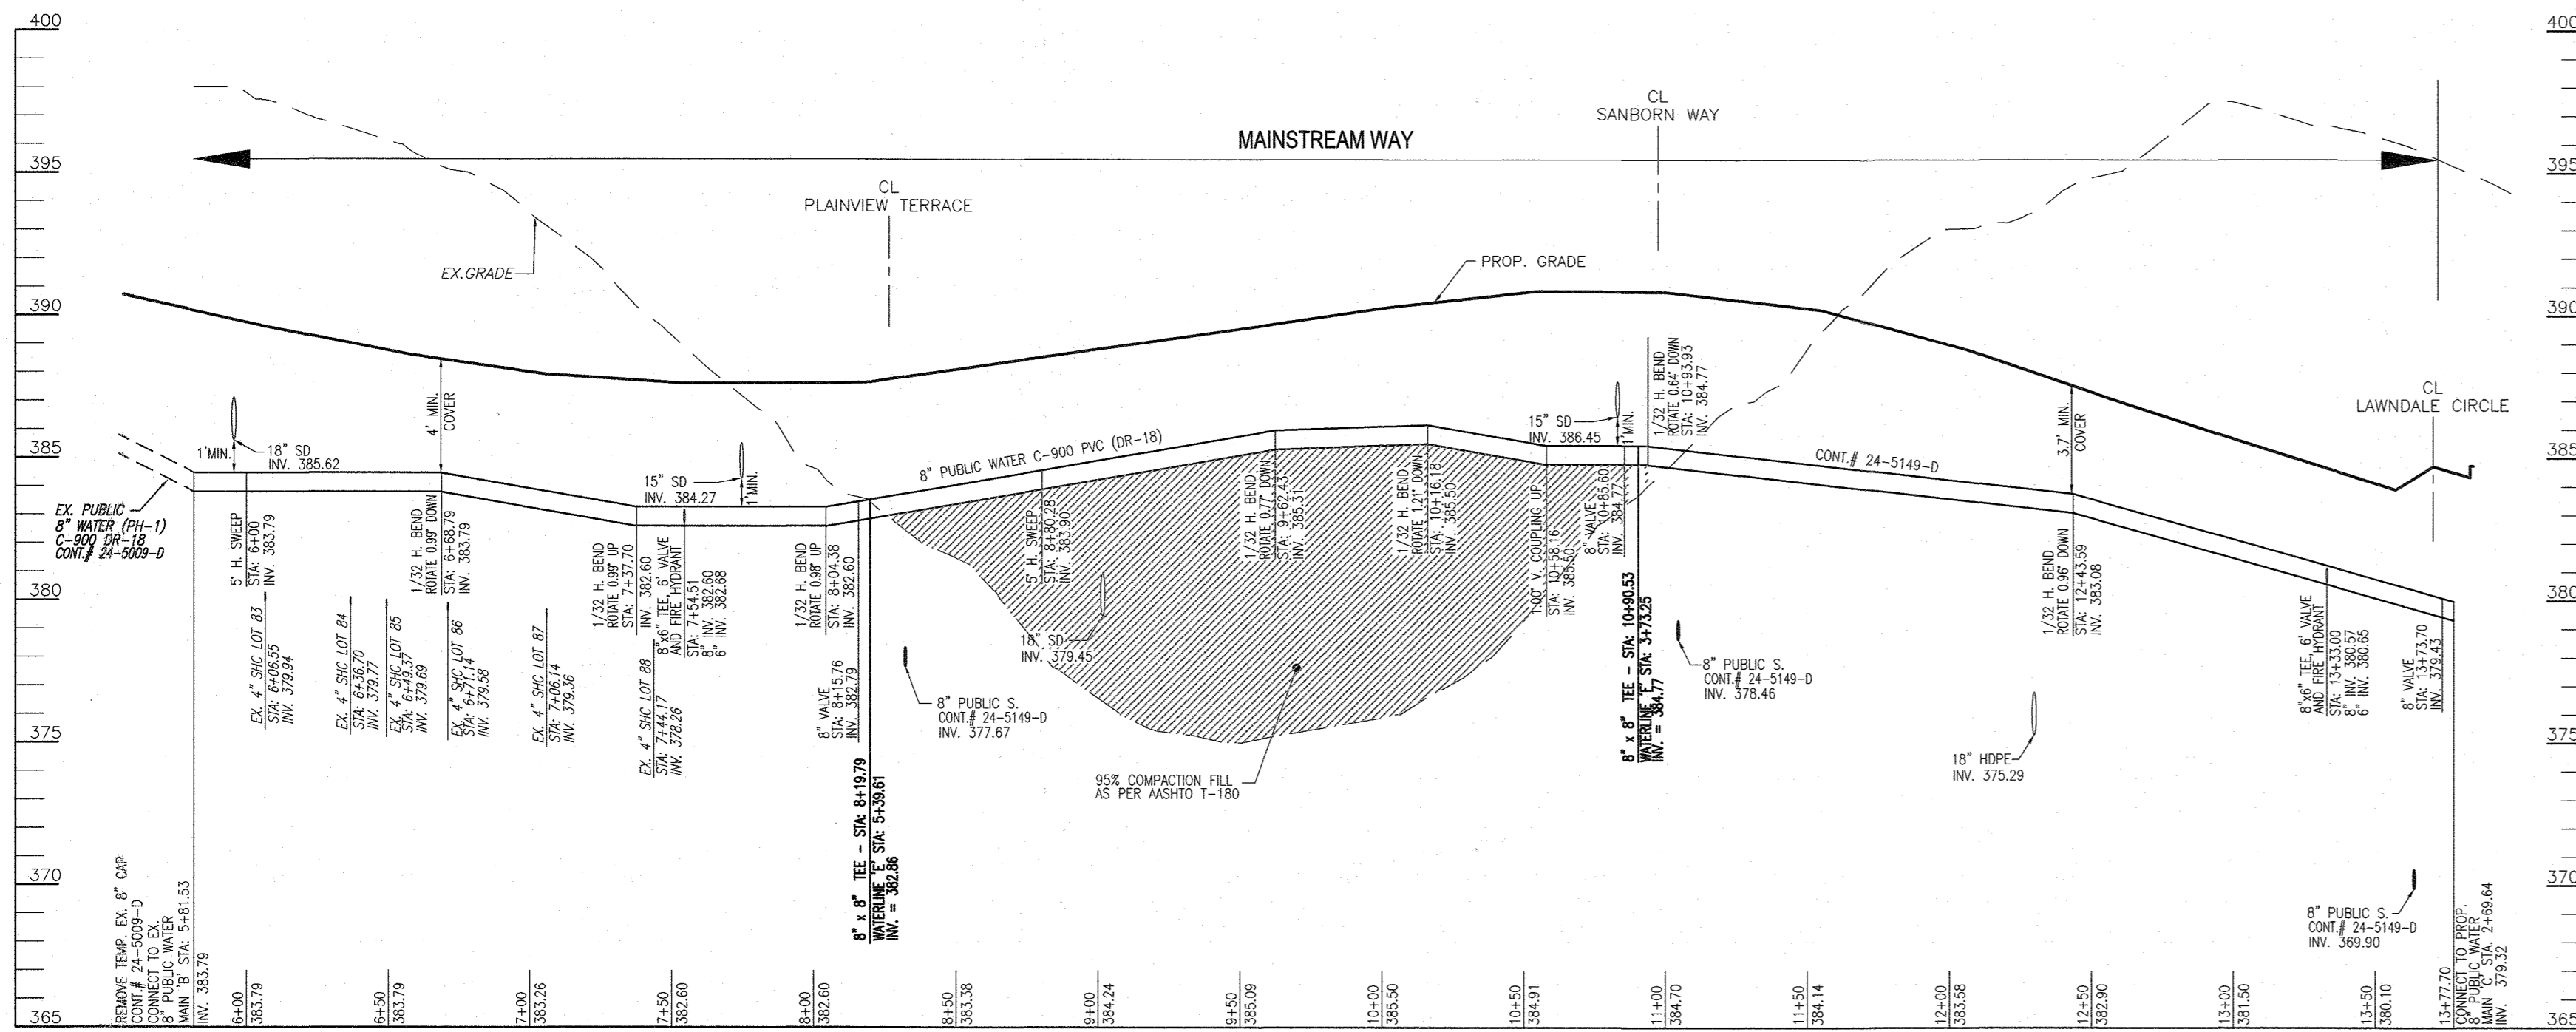 400
395
390
385
380
375
370
365
400
395
390
385
380
375
370
365
MAINSTREAM WAY
CL
PLAINVIEW TERRACE
CL
SANBORN WAY
CL
LAWNDALE CIRCLE
EX.GRADE
PROP. GRADE
1'MIN.
18" SD
INV. 385.62
4' MIN.
COVER
EX. PUBLIC
8" WATER (PH-1)
C-900 DR-18
CONT.# 24-5009-D
5' H. SWEEP
STA: 6+00
INV. 383.79
1/32 H. BEND
ROTATE 0.99' DOWN
STA: 6+68.79
INV. 383.79
EX. 4" SHC LOT 83
STA: 6+06.55
INV. 379.94
EX. 4" SHC LOT 84
STA: 6+36.70
INV. 379.77
EX. 4" SHC LOT 85
STA: 6+49.37
INV. 379.69
EX. 4" SHC LOT 86
STA: 6+71.14
INV. 379.58
EX. 4" SHC LOT 87
STA: 7+06.14
INV. 379.36
1/32 H. BEND
ROTATE 0.99' UP
STA: 7+37.70
INV. 382.60
EX. 4" SHC LOT 88
STA: 7+44.17
INV. 378.26
15" SD
INV. 384.27
1'MIN.
8"x6" TEE, 6' VALVE
AND FIRE HYDRANT
STA: 7+54.51
8" INV. 382.60
6" INV. 382.68
1/32 H. BEND
ROTATE 0.98' UP
STA: 8+04.38
INV. 382.60
8" VALVE
STA: 8+15.76
INV. 382.79
8" x 8" TEE - STA: 8+19.79
WATERLINE 'E' STA: 5+39.61
INV. = 382.86
8" PUBLIC S.
CONT.# 24-5149-D
INV. 377.67
8" PUBLIC WATER C-900 PVC (DR-18)
5' H. SWEEP
STA: 8+80.28
INV. 383.90
18" SD
INV. 379.45
95% COMPACTION FILL
AS PER AASHTO T-180
1/32 H. BEND
ROTATE 0.77' DOWN
STA: 9+62.43
INV. 385.31
1/32 H. BEND
ROTATE 1.21' DOWN
STA: 10+16.18
INV. 385.50
1.00' V. COUPLING UP
STA: 10+58.16
INV. 385.50
15" SD
INV. 386.45
1'MIN.
8" VALVE
STA: 10+85.60
INV. 384.77
8" x 8" TEE - STA: 10+90.53
WATERLINE 'E' STA: 3+73.25
INV. = 384.77
1/32 H. BEND
ROTATE 0.64' DOWN
STA: 10+93.93
INV. 384.77
8" PUBLIC S.
CONT.# 24-5149-D
INV. 378.46
CONT.# 24-5149-D
3.7' MIN.
COVER
18" HDPE
INV. 375.29
1/32 H. BEND
ROTATE 0.96' DOWN
STA: 12+43.59
INV. 383.08
8"x6" TEE, 6' VALVE
AND FIRE HYDRANT
STA: 13+33.00
8" INV. 380.57
6" INV. 380.65
8" VALVE
STA: 13+73.70
INV. 379.43
8" PUBLIC S.
CONT.# 24-5149-D
INV. 369.90
REMOVE TEMP. EX. 8" CAP
CONT.# 24-5009-D
CONNECT TO EX.
8" PUBLIC WATER
MAIN 'B' STA: 5+81.53
INV. 383.79
6+00
383.79
6+50
383.79
7+00
383.26
7+50
382.60
8+00
382.60
8+50
383.38
9+00
384.24
9+50
385.09
10+00
385.50
10+50
384.91
11+00
384.70
11+50
384.14
12+00
383.58
12+50
382.90
13+00
381.50
13+50
380.10
13+77.70
CONNECT TO PROP.
8" PUBLIC WATER
MAIN 'C' STA. 2+69.64
INV. 379.32